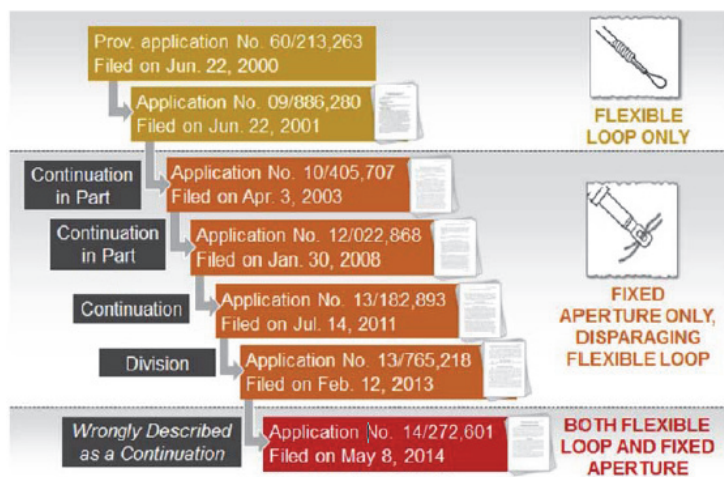 Prov. application No. 60/213,263
Filed on Jun. 22, 2000
Application No. 09/886,280
Filed on Jun. 22, 2001
FLEXIBLE
LOOP ONLY
Continuation
in Part
Application No. 10/405,707
Filed on Apr. 3, 2003
Continuation
in Part
Application No. 12/022,868
Filed on Jan. 30, 2008
Continuation
Application No. 13/182,893
Filed on Jul. 14, 2011
FIXED
APERTURE ONLY,
DISPARAGING
FLEXIBLE LOOP
Division
Application No. 13/765,218
Filed on Feb. 12, 2013
Wrongly Described
as a Continuation
Application No. 14/272,601
Filed on May 8, 2014
BOTH FLEXIBLE
LOOP AND FIXED
APERTURE